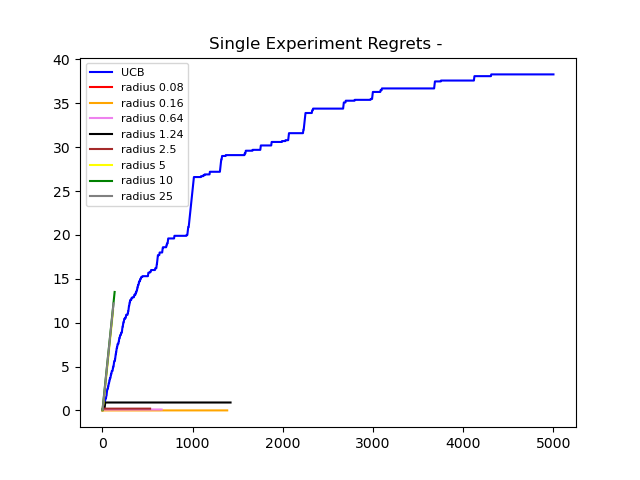 Single Experiment Regrets -
UCB
radius 0.08
radius 0.16
radius 0.64
radius 1.24
radius 2.5
radius 5
radius 10
radius 25
40
35
30
25
20
15
10
5
0
0 1000 2000 3000 4000 5000